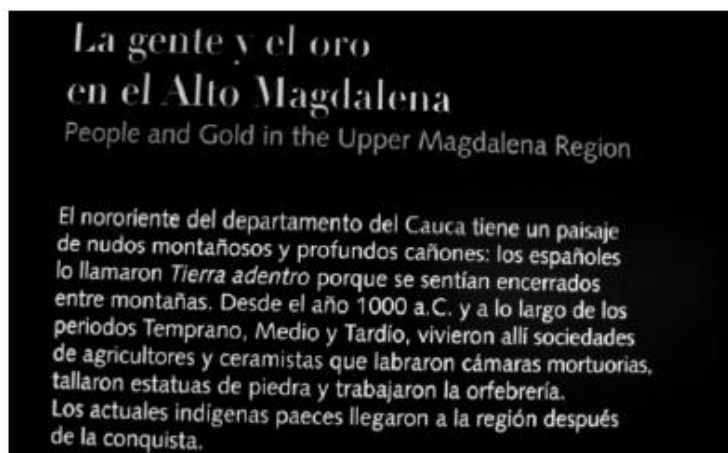 La gente y el oro
en el Alto Magdalena
People and Gold in the Upper Magdalena Region
El nororiente del departamento del Cauca tiene un paisaje
de nudos montañosos y profundos cañones: los españoles
lo llamaron Tierra adentro porque se sentían encerrados
entre montañas. Desde el año 1000 a.C. y a lo largo de los
periodos Temprano, Medio y Tardío, vivieron allí sociedades
de agricultores y ceramistas que labraron cámaras mortuorias,
tallaron estatuas de piedra y trabajaron la orfebrería.
Los actuales indígenas paeces llegaron a la región después
de la conquista.